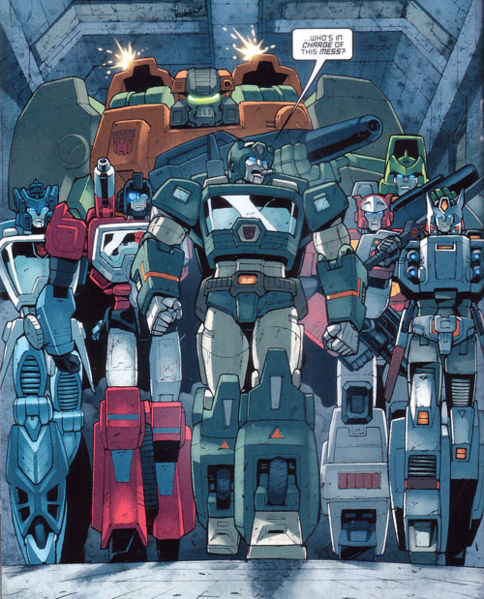 ...WHO'S IN
CHARGE OF
THIS MESS?